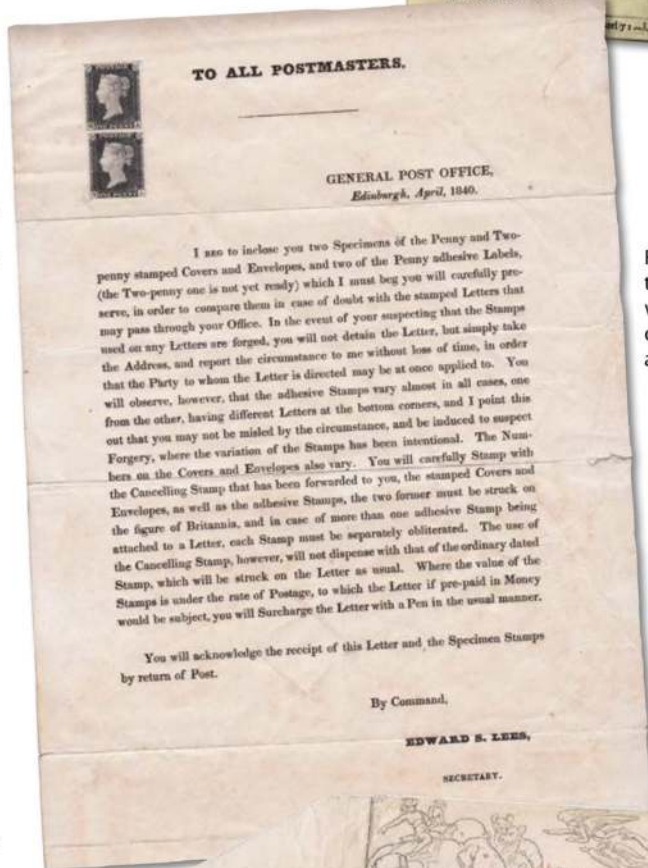 TO ALL POSTMASTERS.
GENERAL POST OFFICE,
Edinburgh, April, 1840.
I BEG to inclose you two Specimens of the Penny and Two-
penny stamped Covers and Envelopes, and two of the Penny adhesive Labels,
(the Two-penny one is not yet ready) which I must beg you will carefully pre-
serve, in order to compare them in case of doubt with the stamped Letters that
may pass through your Office. In the event of your suspecting that the Stamps
used on any Letters are forged, you will not detain the Letter, but simply take
the Address, and report the circumstance to me without loss of time, in order
that the Party to whom the Letter is directed may be at once applied to. You
will observe, however, that the adhesive Stamps vary almost in all cases, one
from the other, having different Letters at the bottom corners, and I point this
out that you may not be misled by the circumstance, and be induced to suspect
Forgery, where the variation of the Stamps has been intentional. The Num-
bers on the Covers and Envelopes also vary. You will carefully Stamp with
the Cancelling Stamp that has been forwarded to you, the stamped Covers and
Envelopes, as well as the adhesive Stamps, the two former must be struck on
the figure of Britannia, and in case of more than one adhesive Stamp being
attached to a Letter, each Stamp must be separately obliterated. The use of
the Cancelling Stamp, however, will not dispense with that of the ordinary dated
Stamp, which will be struck on the Letter as usual. Where the value of the
Stamps is under the rate of Postage, to which the Letter if pre-paid in Money
would be subject, you will Surcharge the Letter with a Pen in the usual manner.
You will acknowledge the receipt of this Letter and the Specimen Stamps
by return of Post.
By Command,
EDWARD S. LEES,
SECRETARY.